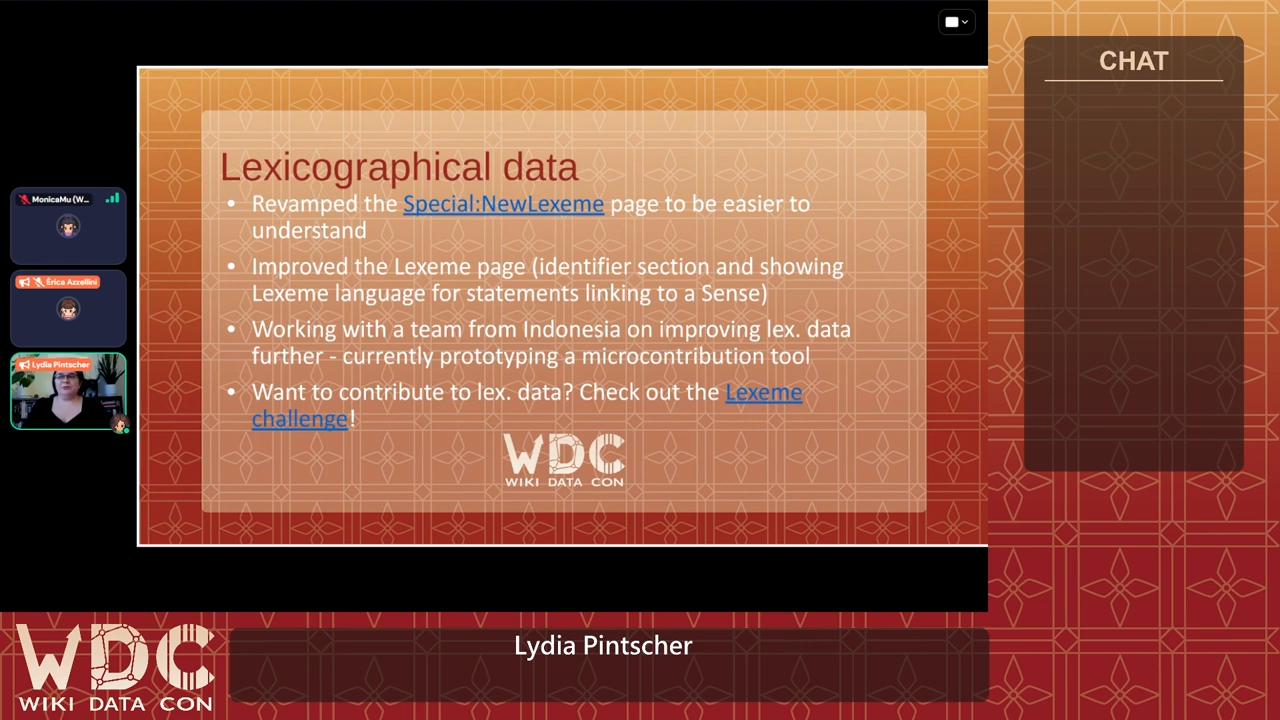 CHAT
Lexicographical data
• Revamped the Special:NewLexeme page to be easier to
understand
• Improved the Lexeme page (identifier section and showing
Lexeme language for statements linking to a Sense)
• Working with a team from Indonesia on improving lex. data
further - currently prototyping a microcontribution tool
• Want to contribute to lex. data? Check out the Lexeme
challenge!
WDC
WIKI DATA CON
MonicaMu (W...
Érica Azzellini
Lydia Pintscher
WDC
WIKI DATA CON
Lydia Pintscher